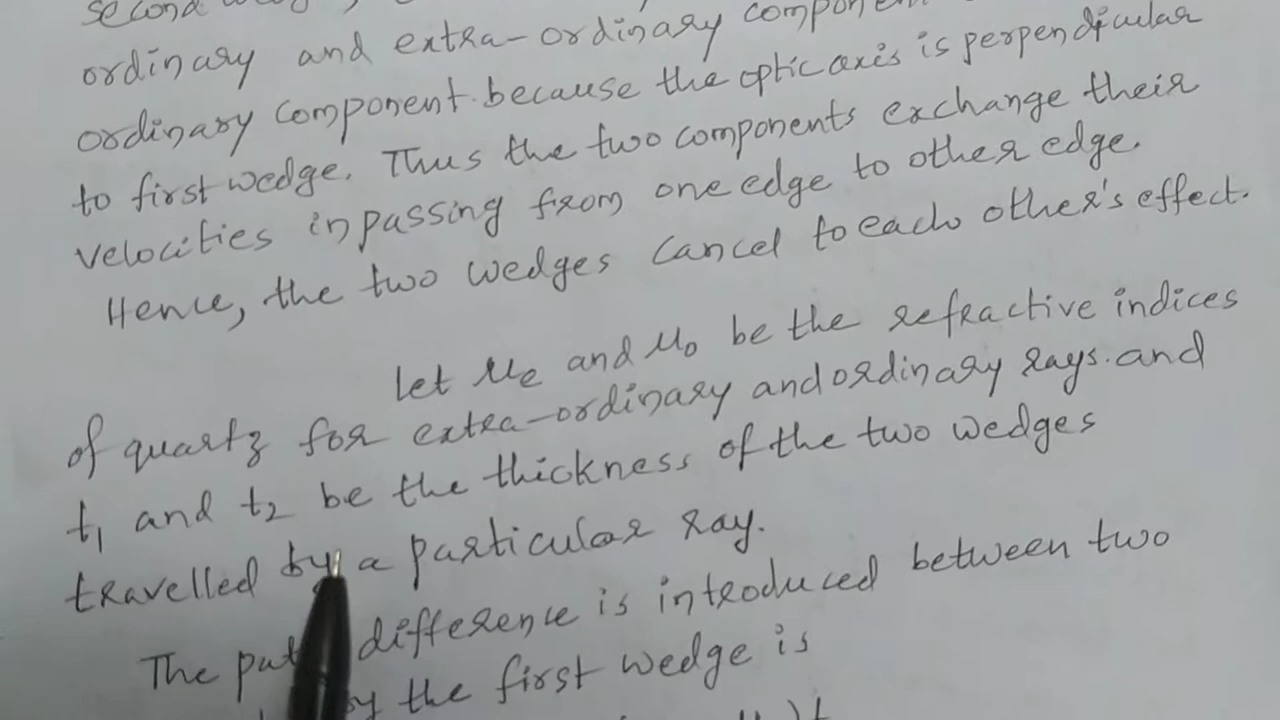 second
ordinary and extra-ordinary component
ordinary component. because the optic axis is perpendicular
to first wedge. Thus the two components exchange their
velocities in passing from one edge to other edge.
Hence, the two wedges cancel to each other's effect.
let μe and μo be the refractive indices
of quartz for extra-ordinary and ordinary rays. and
t1 and t2 be the thickness of the two wedges
travelled by a particular ray.
The difference is introduced between two
by the first wedge is